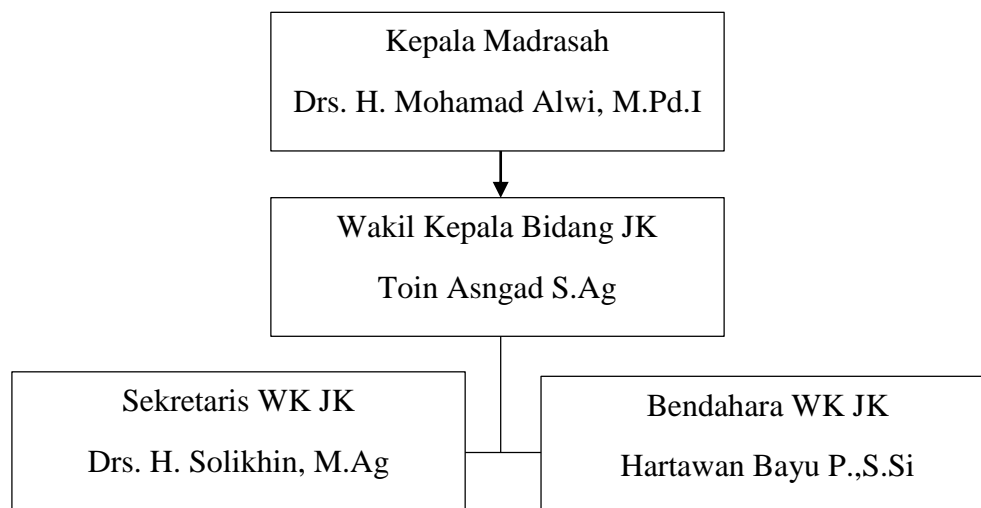 Kepala Madrasah
Drs. H. Mohamad Alwi, M.Pd.I
Wakil Kepala Bidang JK
Toin Asngad S.Ag
Sekretaris WK JK
Drs. H. Solikhin, M.Ag
Bendahara WK JK
Hartawan Bayu P.,S.Si